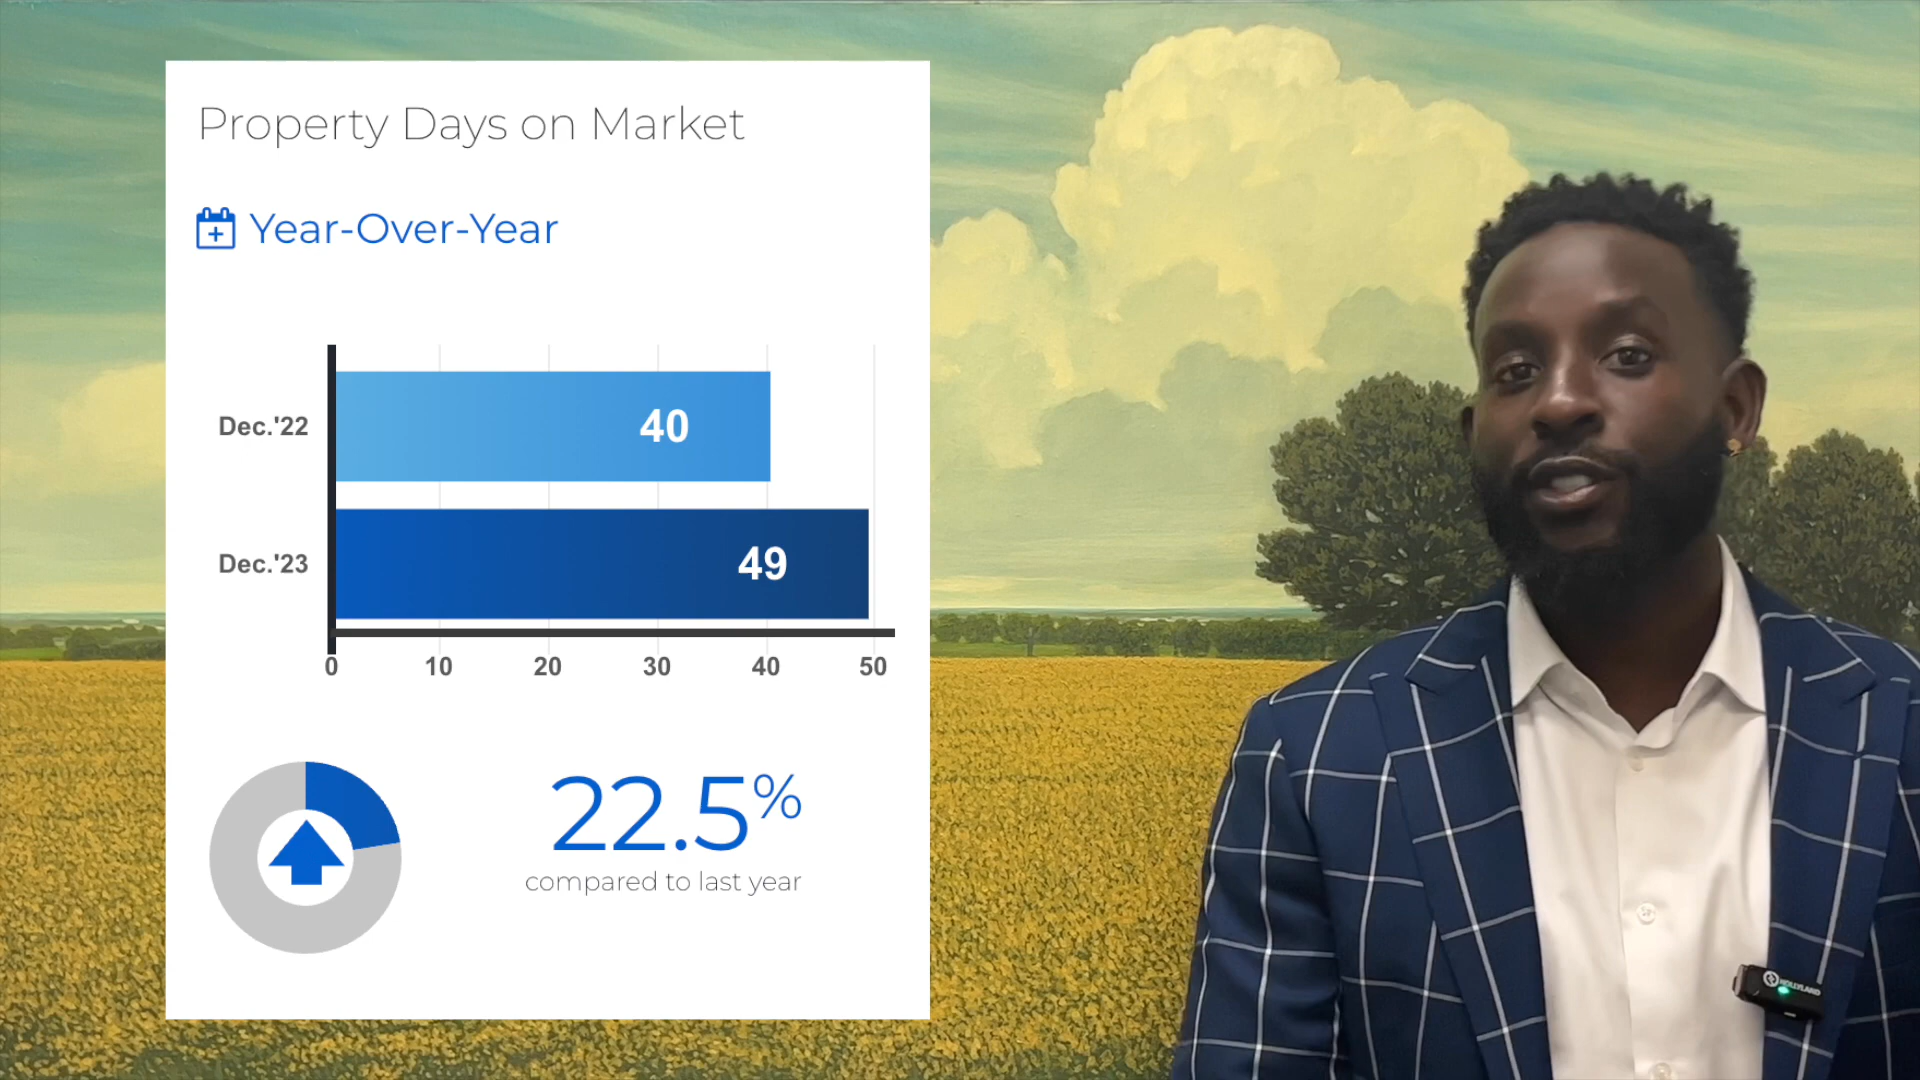 Property Days on Market
Year-Over-Year
Dec.'22
40
Dec.'23
49
0 10 20 30 40 50
22.5%
compared to last year
HOLLYLAND